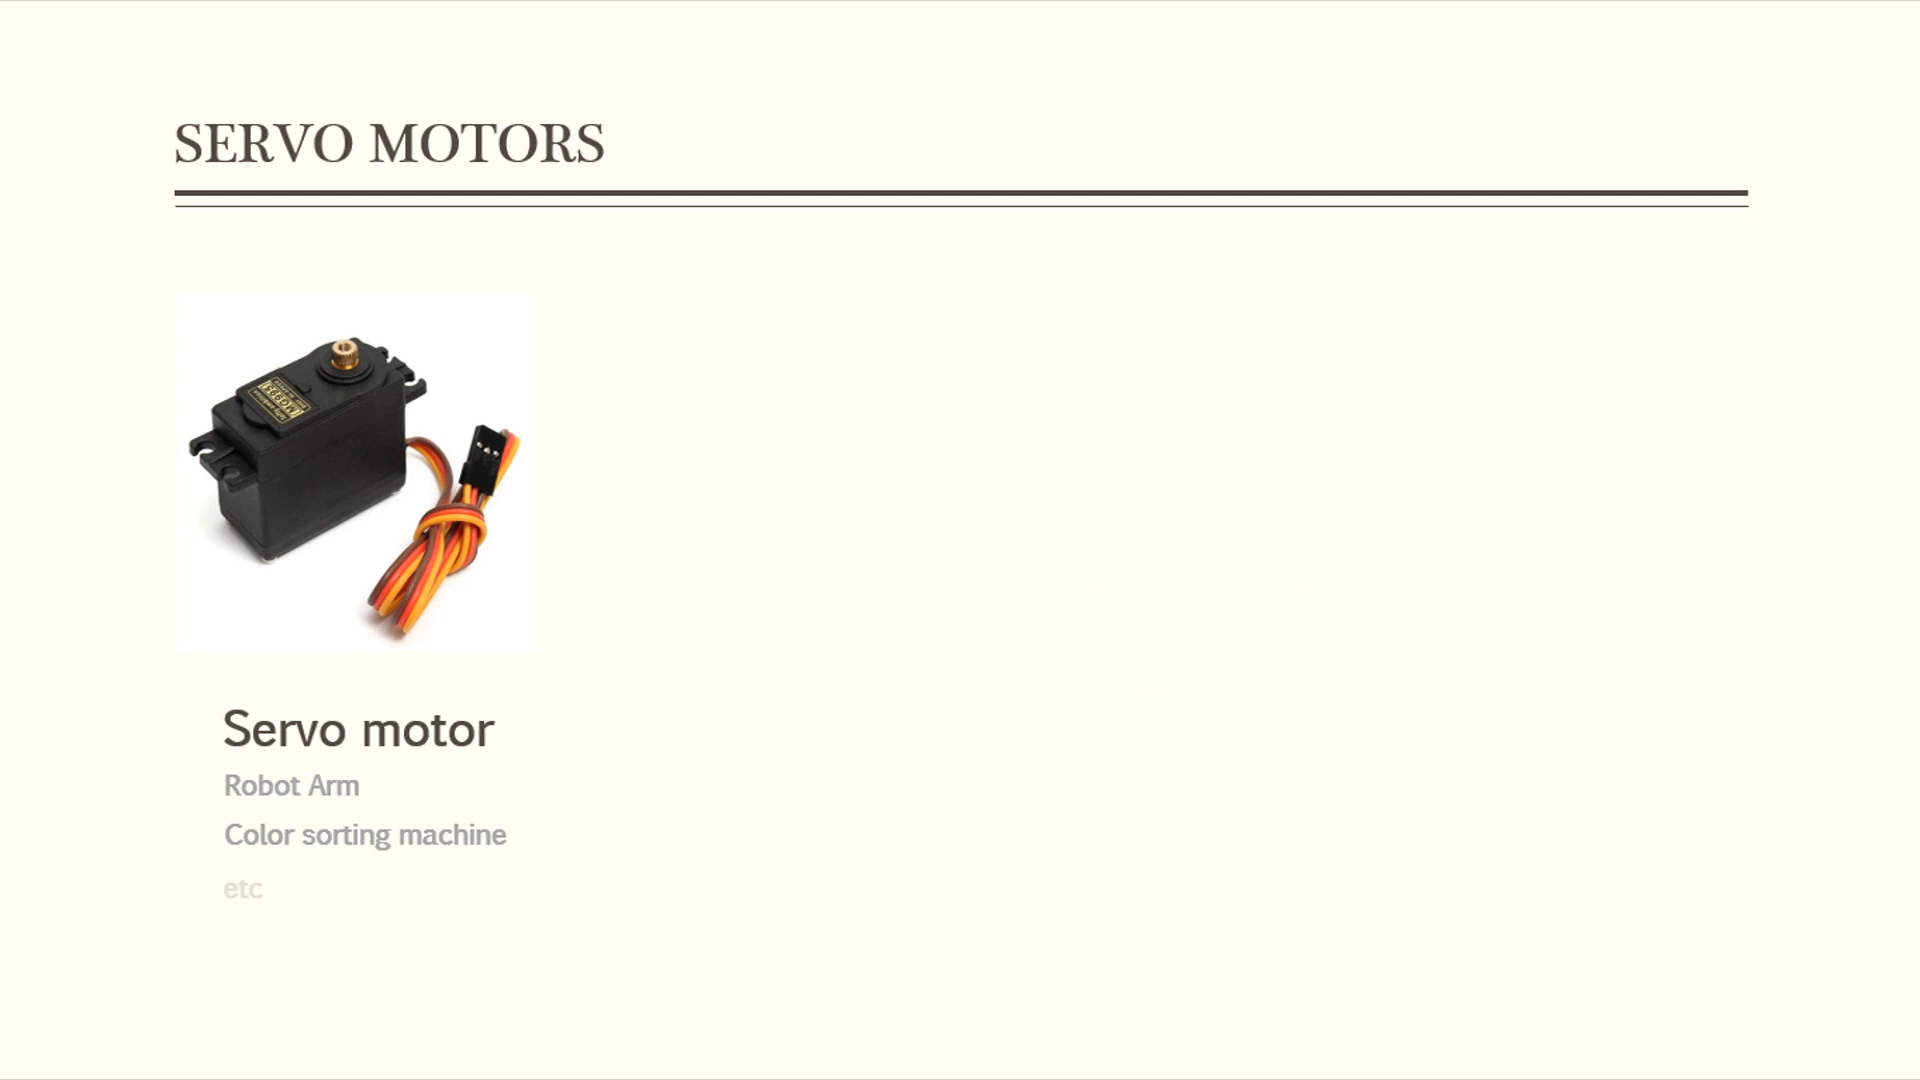 SERVO MOTORS
Servo motor
Robot Arm
Color sorting machine
etc